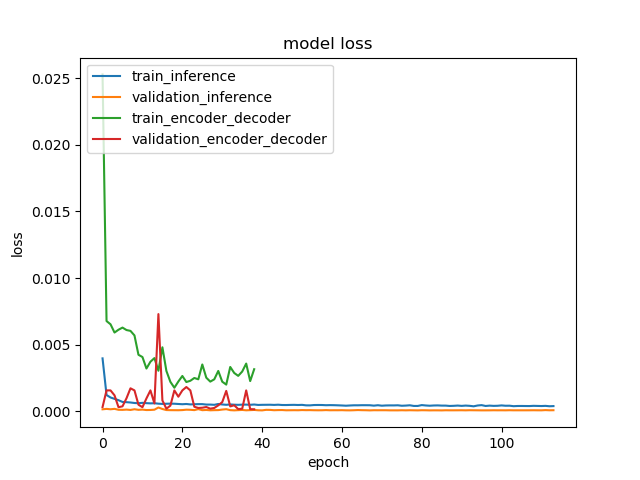 model loss
train_inference
validation_inference
train_encoder_decoder
validation_encoder_decoder
loss
0.025
0.020
0.015
0.010
0.005
0.000
0 20 40 60 80 100
epoch